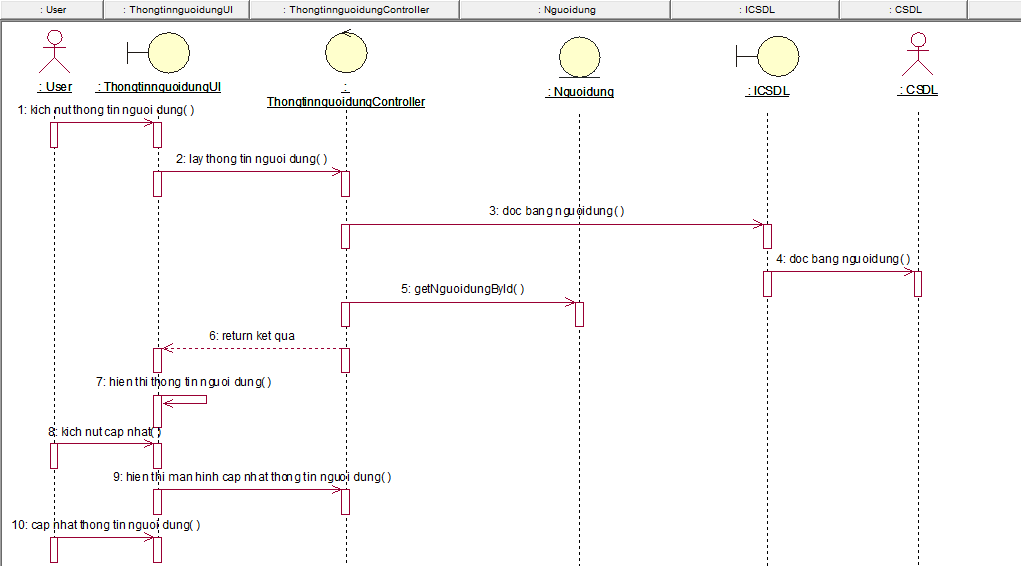 : User
: ThongtinnguoidungUI
: ThongtinnguoidungController
: Nguoidung
: ICSDL
: CSDL
: User
: ThongtinnguoidungUI
:
ThongtinnguoidungController
: Nguoidung
: ICSDL
: CSDL
1: kich nut thong tin nguoi dung( )
2: lay thong tin nguoi dung( )
3: doc bang nguoidung( )
4: doc bang nguoidung( )
5: getNguoidungById( )
6: return ket qua
7: hien thi thong tin nguoi dung( )
8: kich nut cap nhat( )
9: hien thi man hinh cap nhat thong tin nguoi dung( )
10: cap nhat thong tin nguoi dung( )